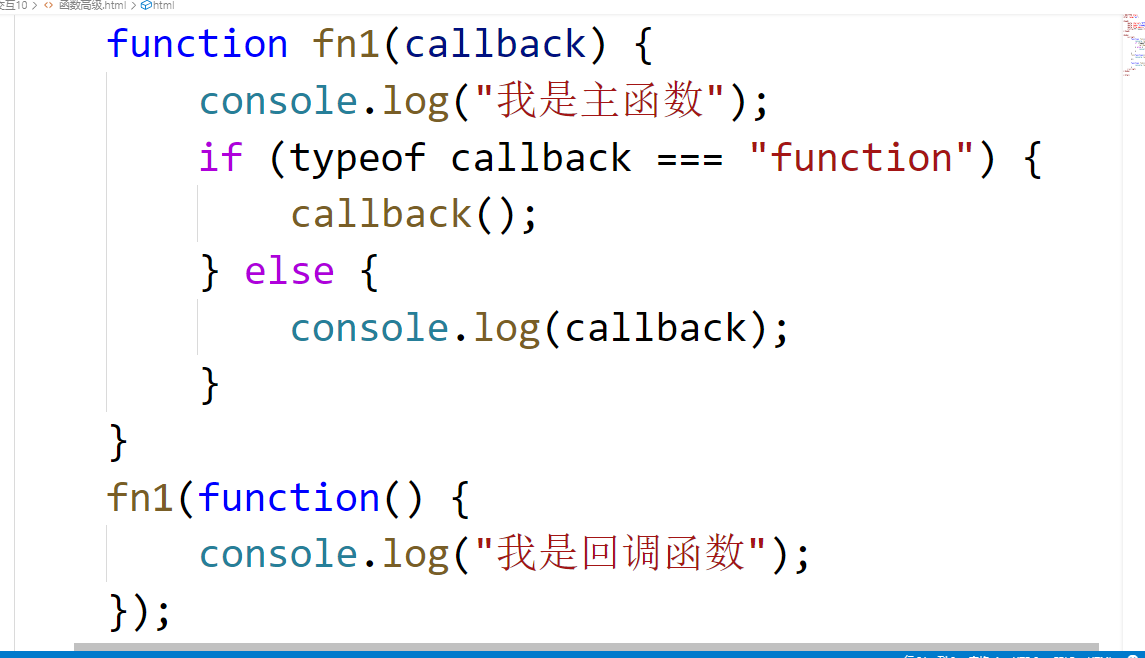 交互10 > <> 函数高级.html > html
function fn1(callback) {
    console.log("我是主函数");
    if (typeof callback === "function") {
        callback();
    } else {
        console.log(callback);
    }
}
fn1(function() {
    console.log("我是回调函数");
});